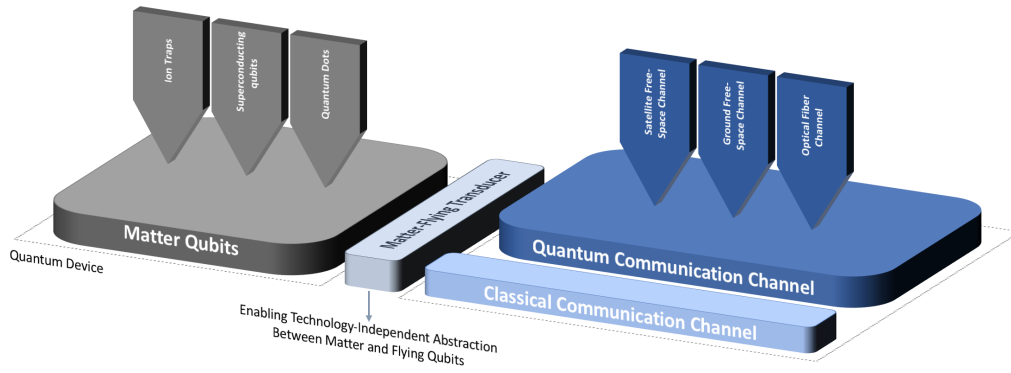 Ion Traps
Superconducting
qubits
Quantum Dots
Matter Qubits
Quantum Device
Matter-Flying Transducer
Enabling Technology-Independent Abstraction
Between Matter and Flying Qubits
Satellite Free-
Space Channel
Ground Free-
Space Channel
Optical Fiber
Channel
Quantum Communication Channel
Classical Communication Channel